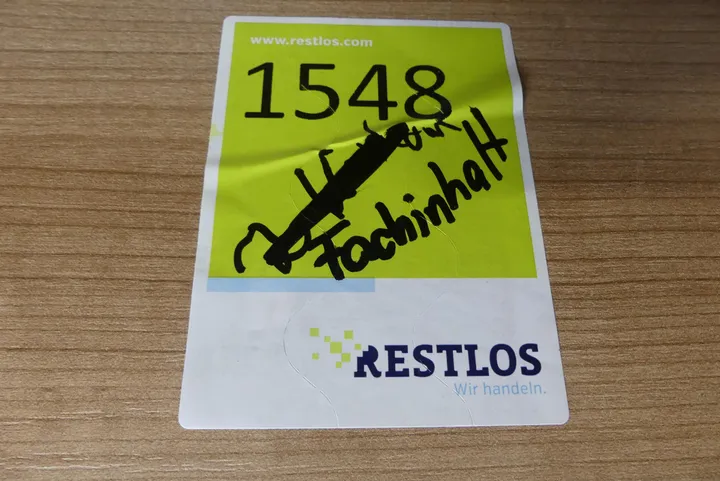 www.restlos.com
1548
Fachinhalt
RESTLOS
Wir handeln.